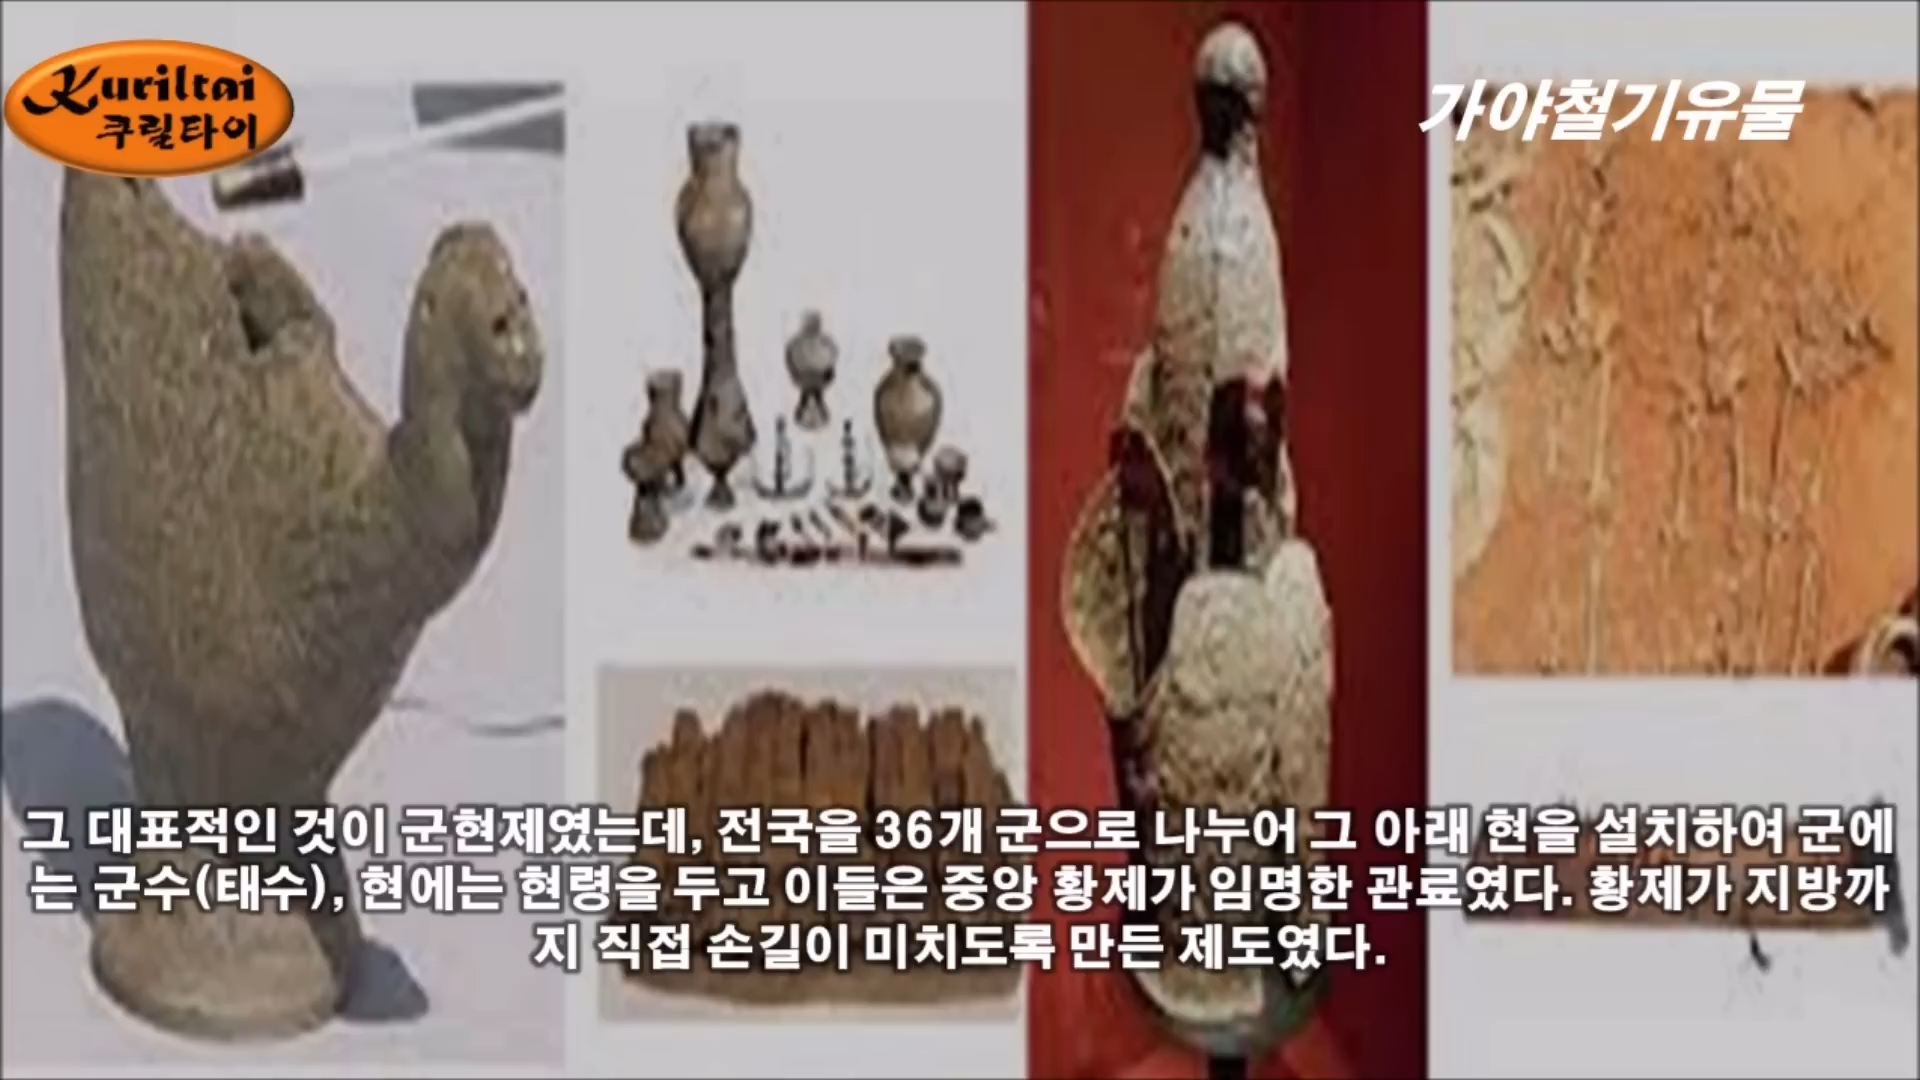 Kuriltai
쿠릴타이
가야철기유물
그 대표적인 것이 군현제였는데, 전국을 36개 군으로 나누어 그 아래 현을 설치하여 군에
는 군수(태수), 현에는 현령을 두고 이들은 중앙 황제가 임명한 관료였다. 황제가 지방까
지 직접 손길이 미치도록 만든 제도였다.